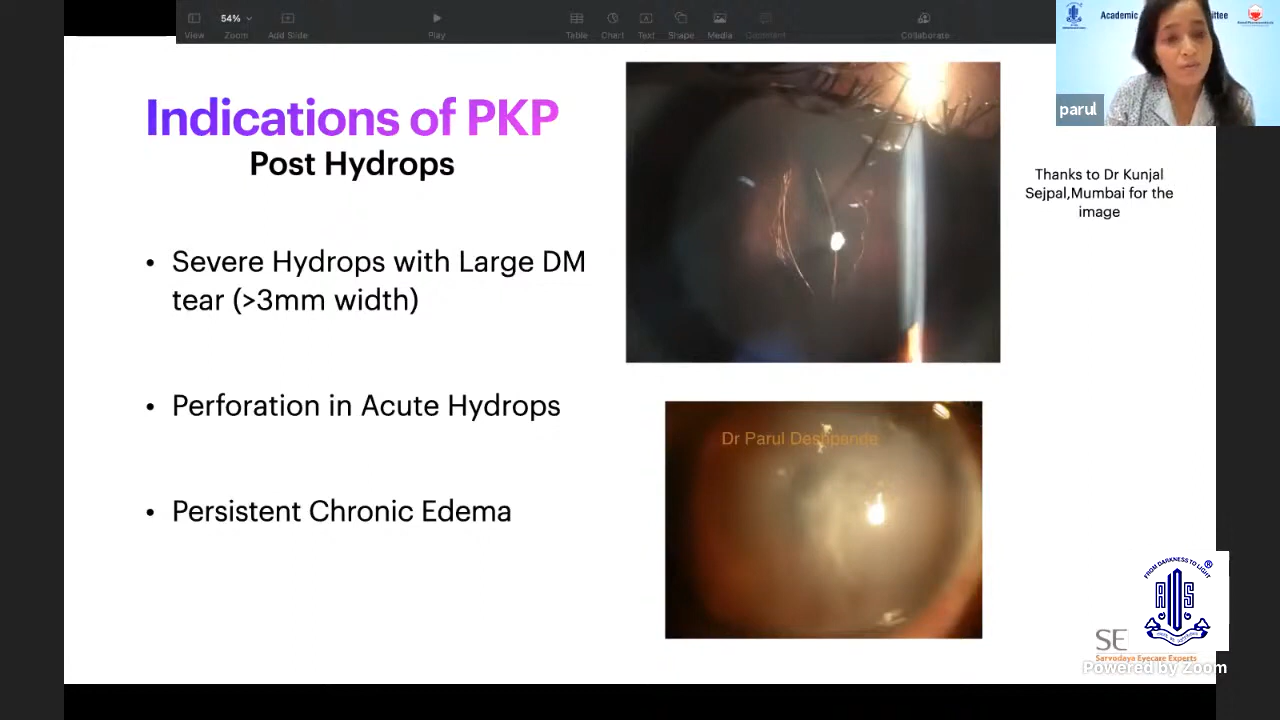 54%
View
Zoom
Add Slide
Play
Table
Chart
Text
Shape
Media
Comment
Collaborate
Academic
ttee
parul
Indications of PKP
Post Hydrops
• Severe Hydrops with Large DM
tear (>3mm width)
• Perforation in Acute Hydrops
• Persistent Chronic Edema
Thanks to Dr Kunjal
Sejpal,Mumbai for the
image
Dr Parul Deshpande
FROM DARKNESS TO LIGHT
®
AIOS
SE
Sarvodaya Eyecare Experts
Powered by Zoom